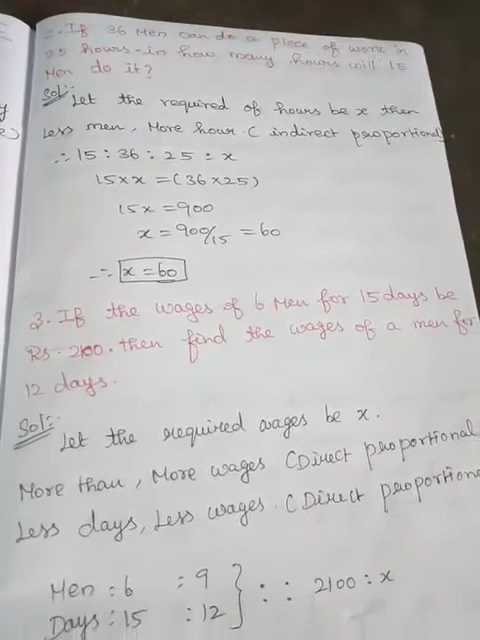 2. If 36 Men can do a piece of work in
25 hours-in how many hours will 15
Men do it?
Sol:-
Let the required of hours be x then
Less men, More hour. ( indirect proportional)
∴ 15 : 36 : 25 : x
15 x x = (36 x 25)
15x = 900
x = 900/15 = 60
∴ x = 60
3. If the wages of 6 Men for 15 days be
Rs. 2100. then find the wages of a men for
12 days.
Sol:-
Let the required wages be x.
More than, More wages (Direct proportional
Less days, Less wages. (Direct proportiona
Men : 6 : 9 } : : 2100 : x
Days : 15 : 12